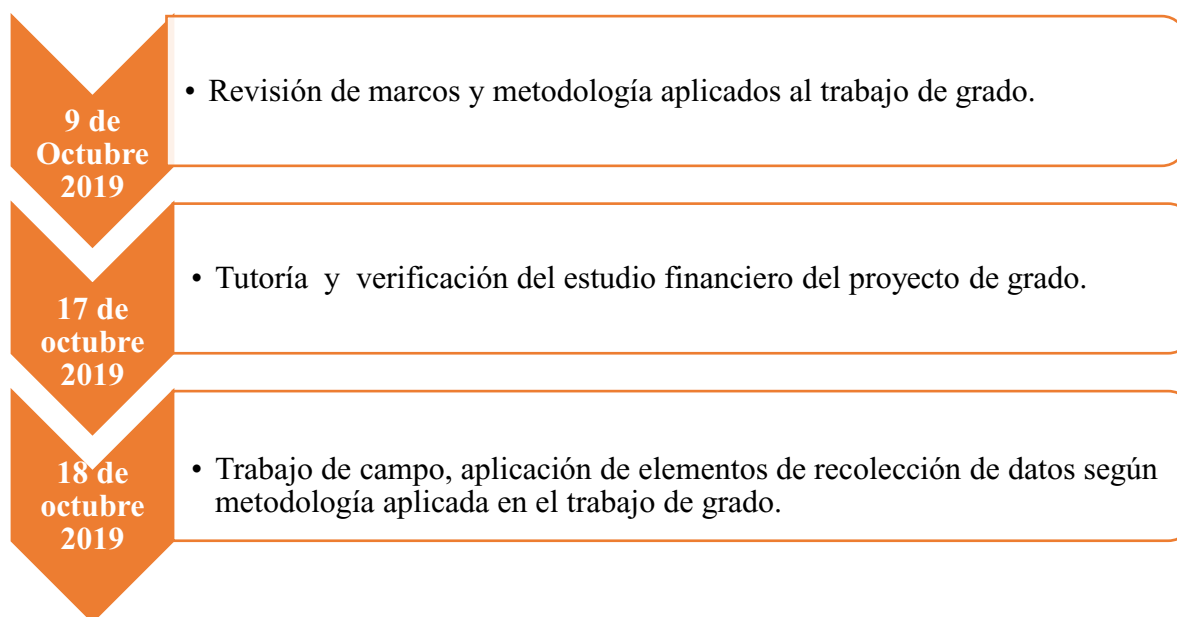 9 de
Octubre
2019
• Revisión de marcos y metodología aplicados al trabajo de grado.
17 de
octubre
2019
• Tutoría y verificación del estudio financiero del proyecto de grado.
18 de
octubre
2019
• Trabajo de campo, aplicación de elementos de recolección de datos según
metodología aplicada en el trabajo de grado.